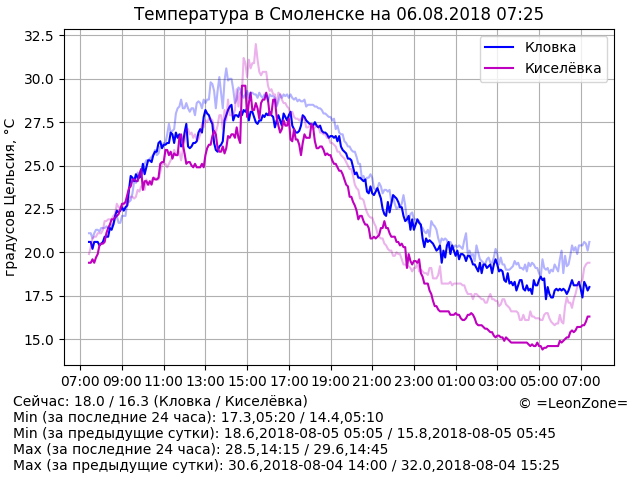 Температура в Смоленске на 06.08.2018 07:25
Кловка
Киселёвка
градусов Цельсия, °C
32.5
30.0
27.5
25.0
22.5
20.0
17.5
15.0
07:00 09:00 11:00 13:00 15:00 17:00 19:00 21:00 23:00 01:00 03:00 05:00 07:00
Сейчас: 18.0 / 16.3 (Кловка / Киселёвка)
© =LeonZone=
Min (за последние 24 часа): 17.3,05:20 / 14.4,05:10
Min (за предыдущие сутки): 18.6,2018-08-05 05:05 / 15.8,2018-08-05 05:45
Max (за последние 24 часа): 28.5,14:15 / 29.6,14:45
Max (за предыдущие сутки): 30.6,2018-08-04 14:00 / 32.0,2018-08-04 15:25